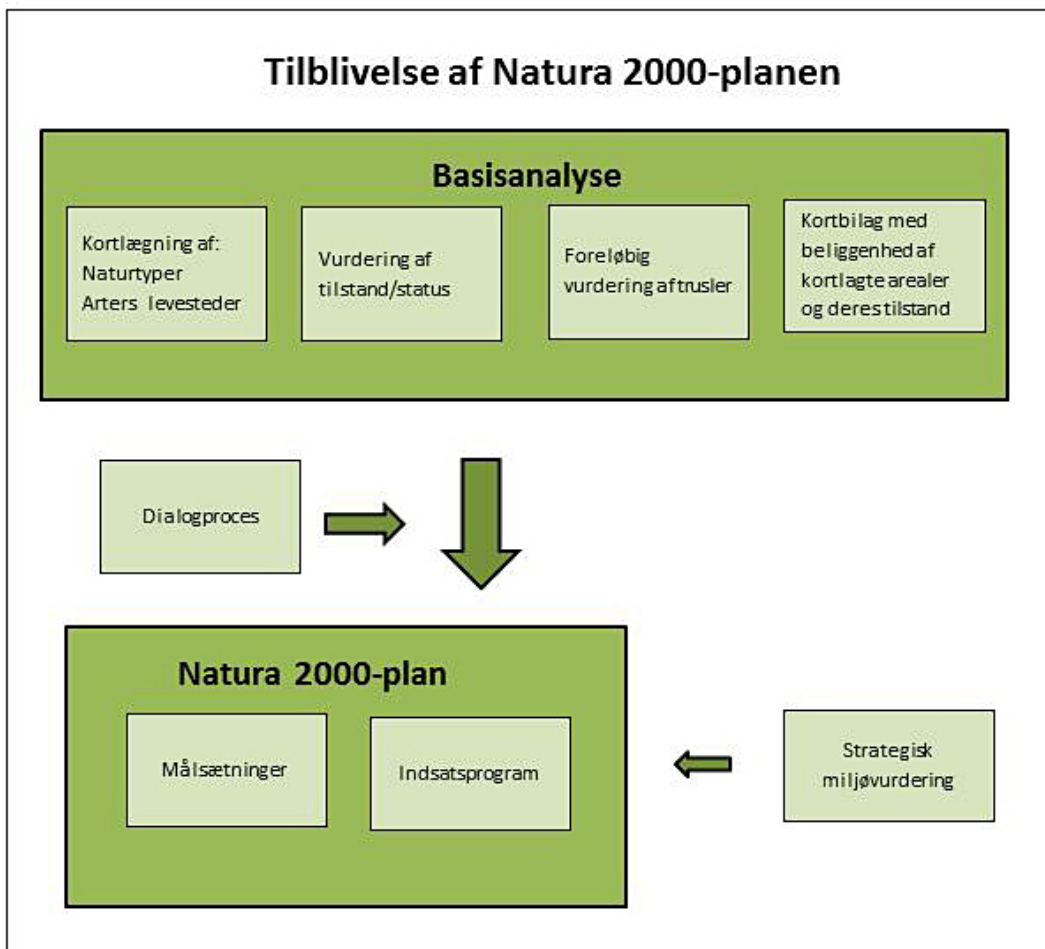 Tilblivelse af Natura 2000-planen
Basisanalyse
Kortlægning af:
Naturtyper
Arters levesteder
Vurdering af
tilstand/status
Foreløbig
vurdering af trusler
Kortbilag med
beliggenhed af
kortlagte arealer
og deres tilstand
Dialogproces
Natura 2000-plan
Målsætninger
Indsatsprogram
Strategisk
miljøvurdering